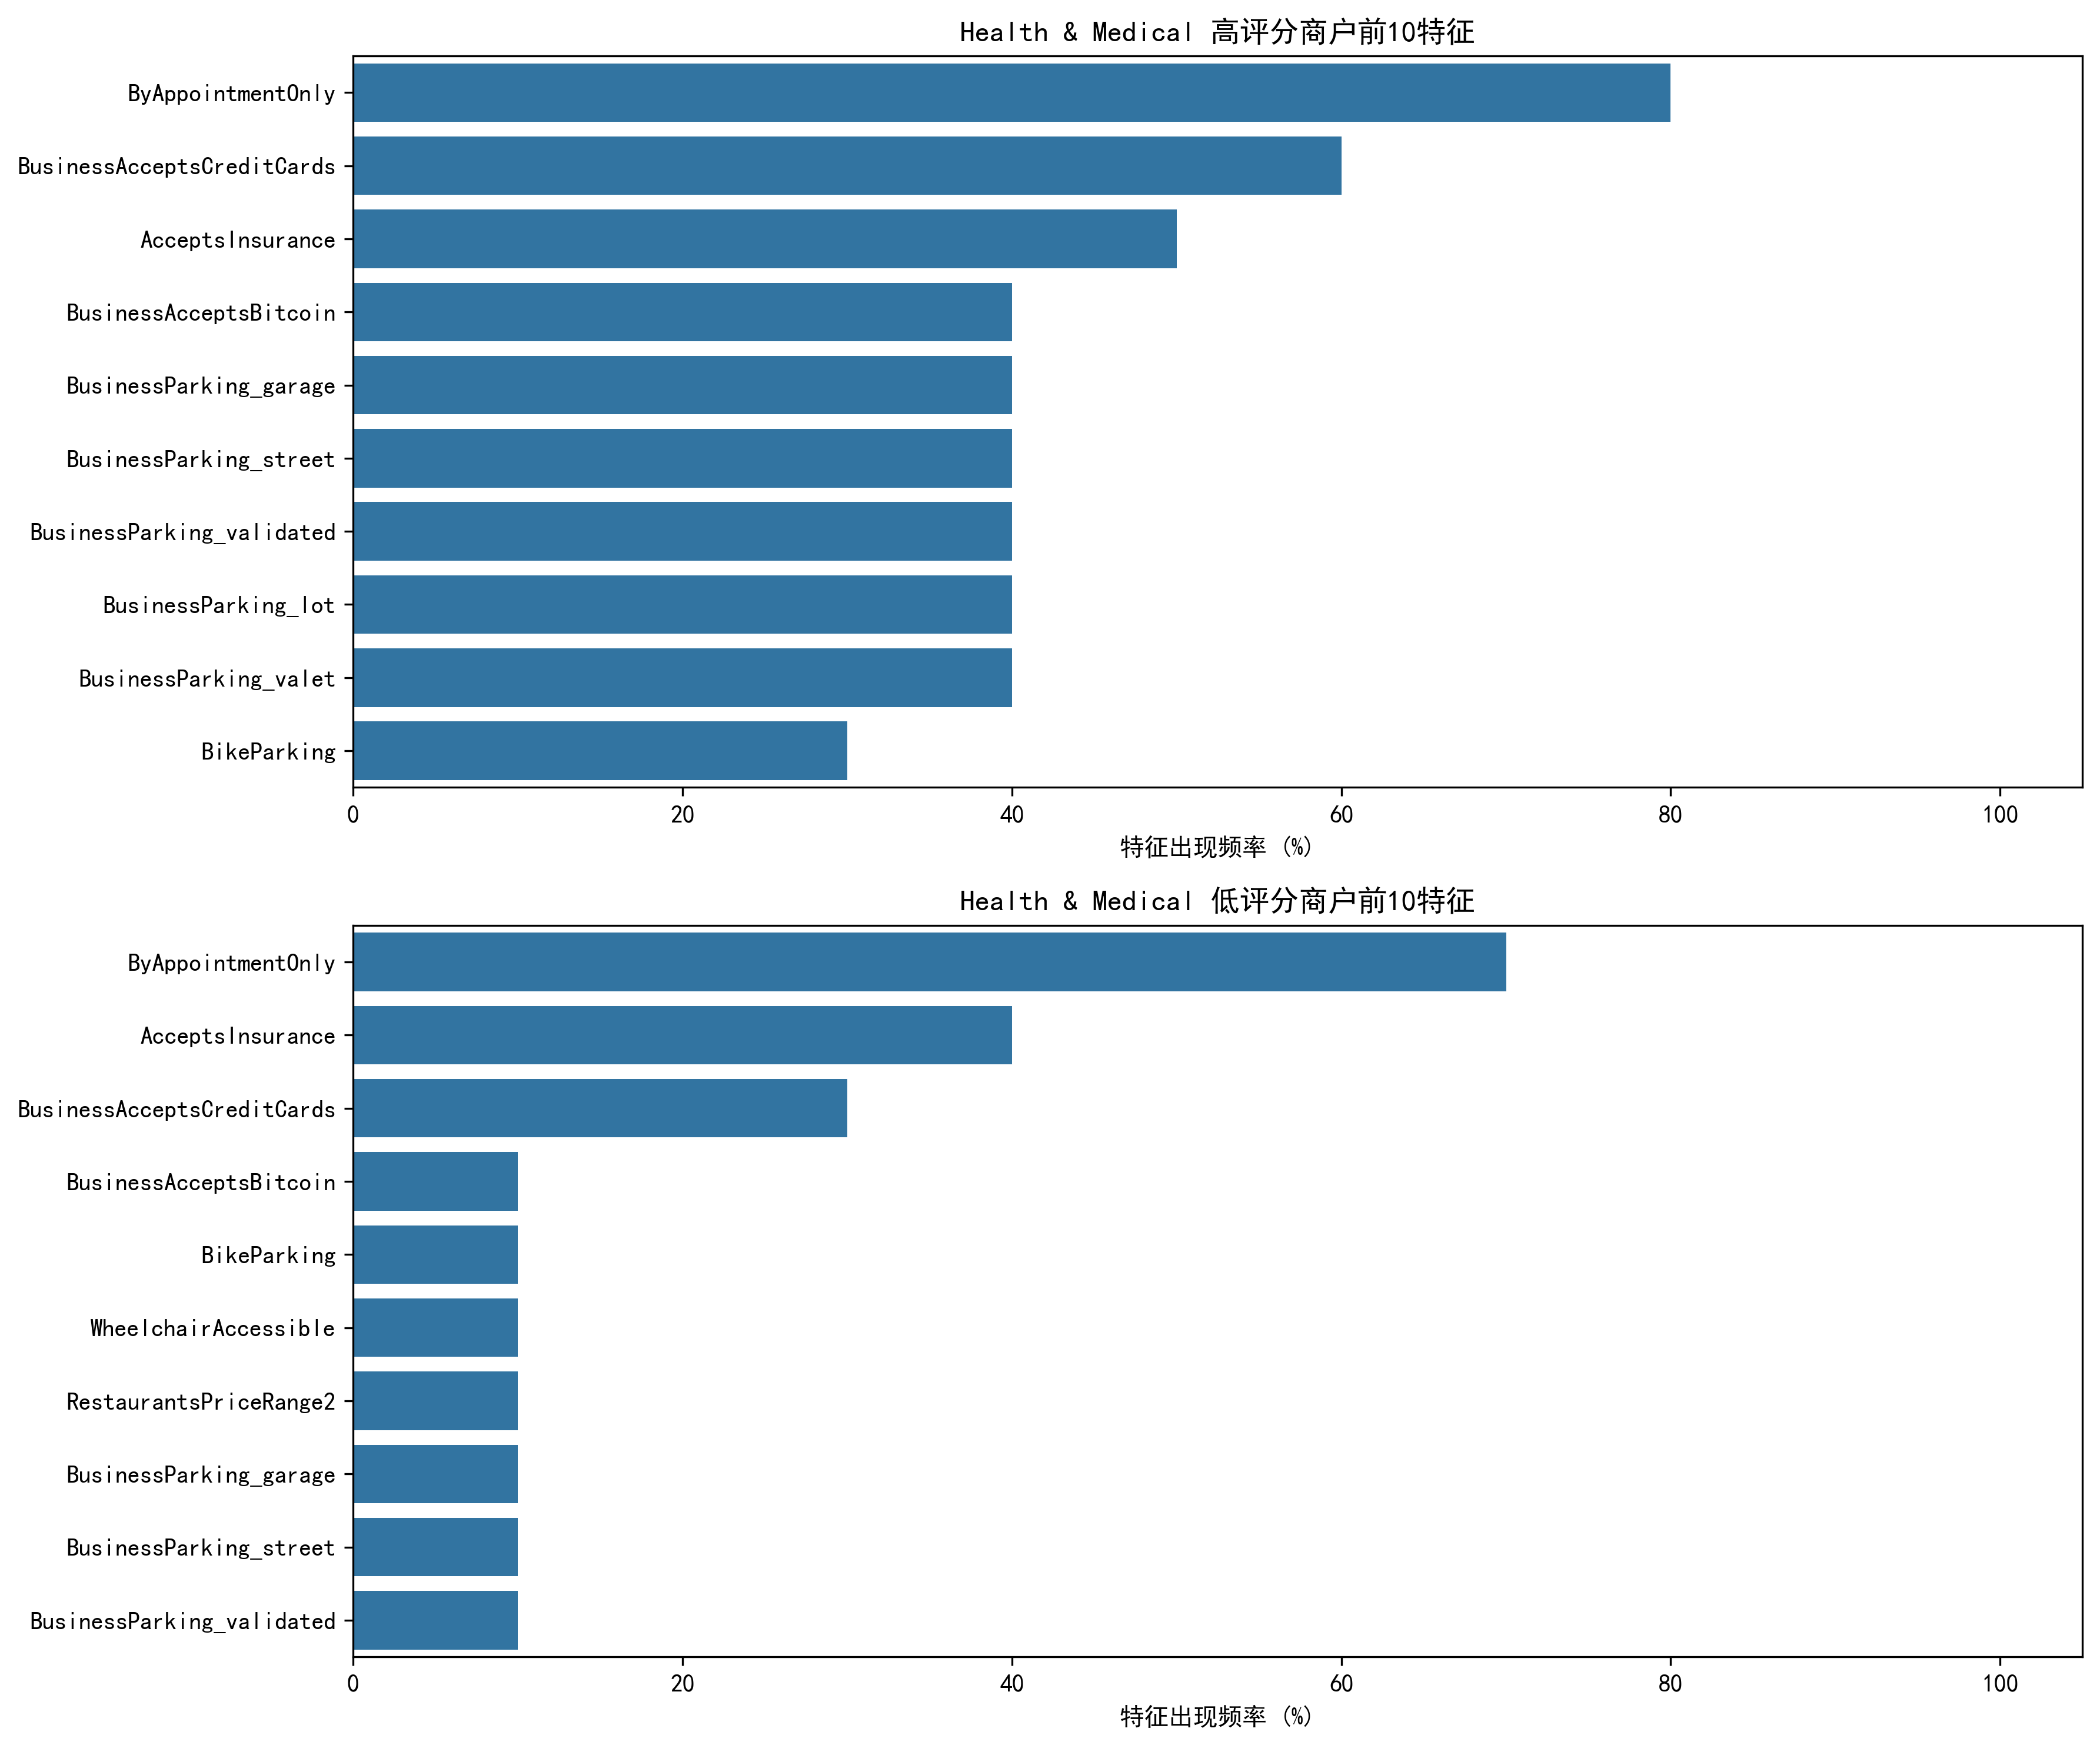 Health & Medical 高评分商户前10特征
ByAppointmentOnly
BusinessAcceptsCreditCards
AcceptsInsurance
BusinessAcceptsBitcoin
BusinessParking_garage
BusinessParking_street
BusinessParking_validated
BusinessParking_lot
BusinessParking_valet
BikeParking
0 20 40 60 80 100
特征出现频率 (%)
Health & Medical 低评分商户前10特征
ByAppointmentOnly
AcceptsInsurance
BusinessAcceptsCreditCards
BusinessAcceptsBitcoin
BikeParking
WheelchairAccessible
RestaurantsPriceRange2
BusinessParking_garage
BusinessParking_street
BusinessParking_validated
0 20 40 60 80 100
特征出现频率 (%)